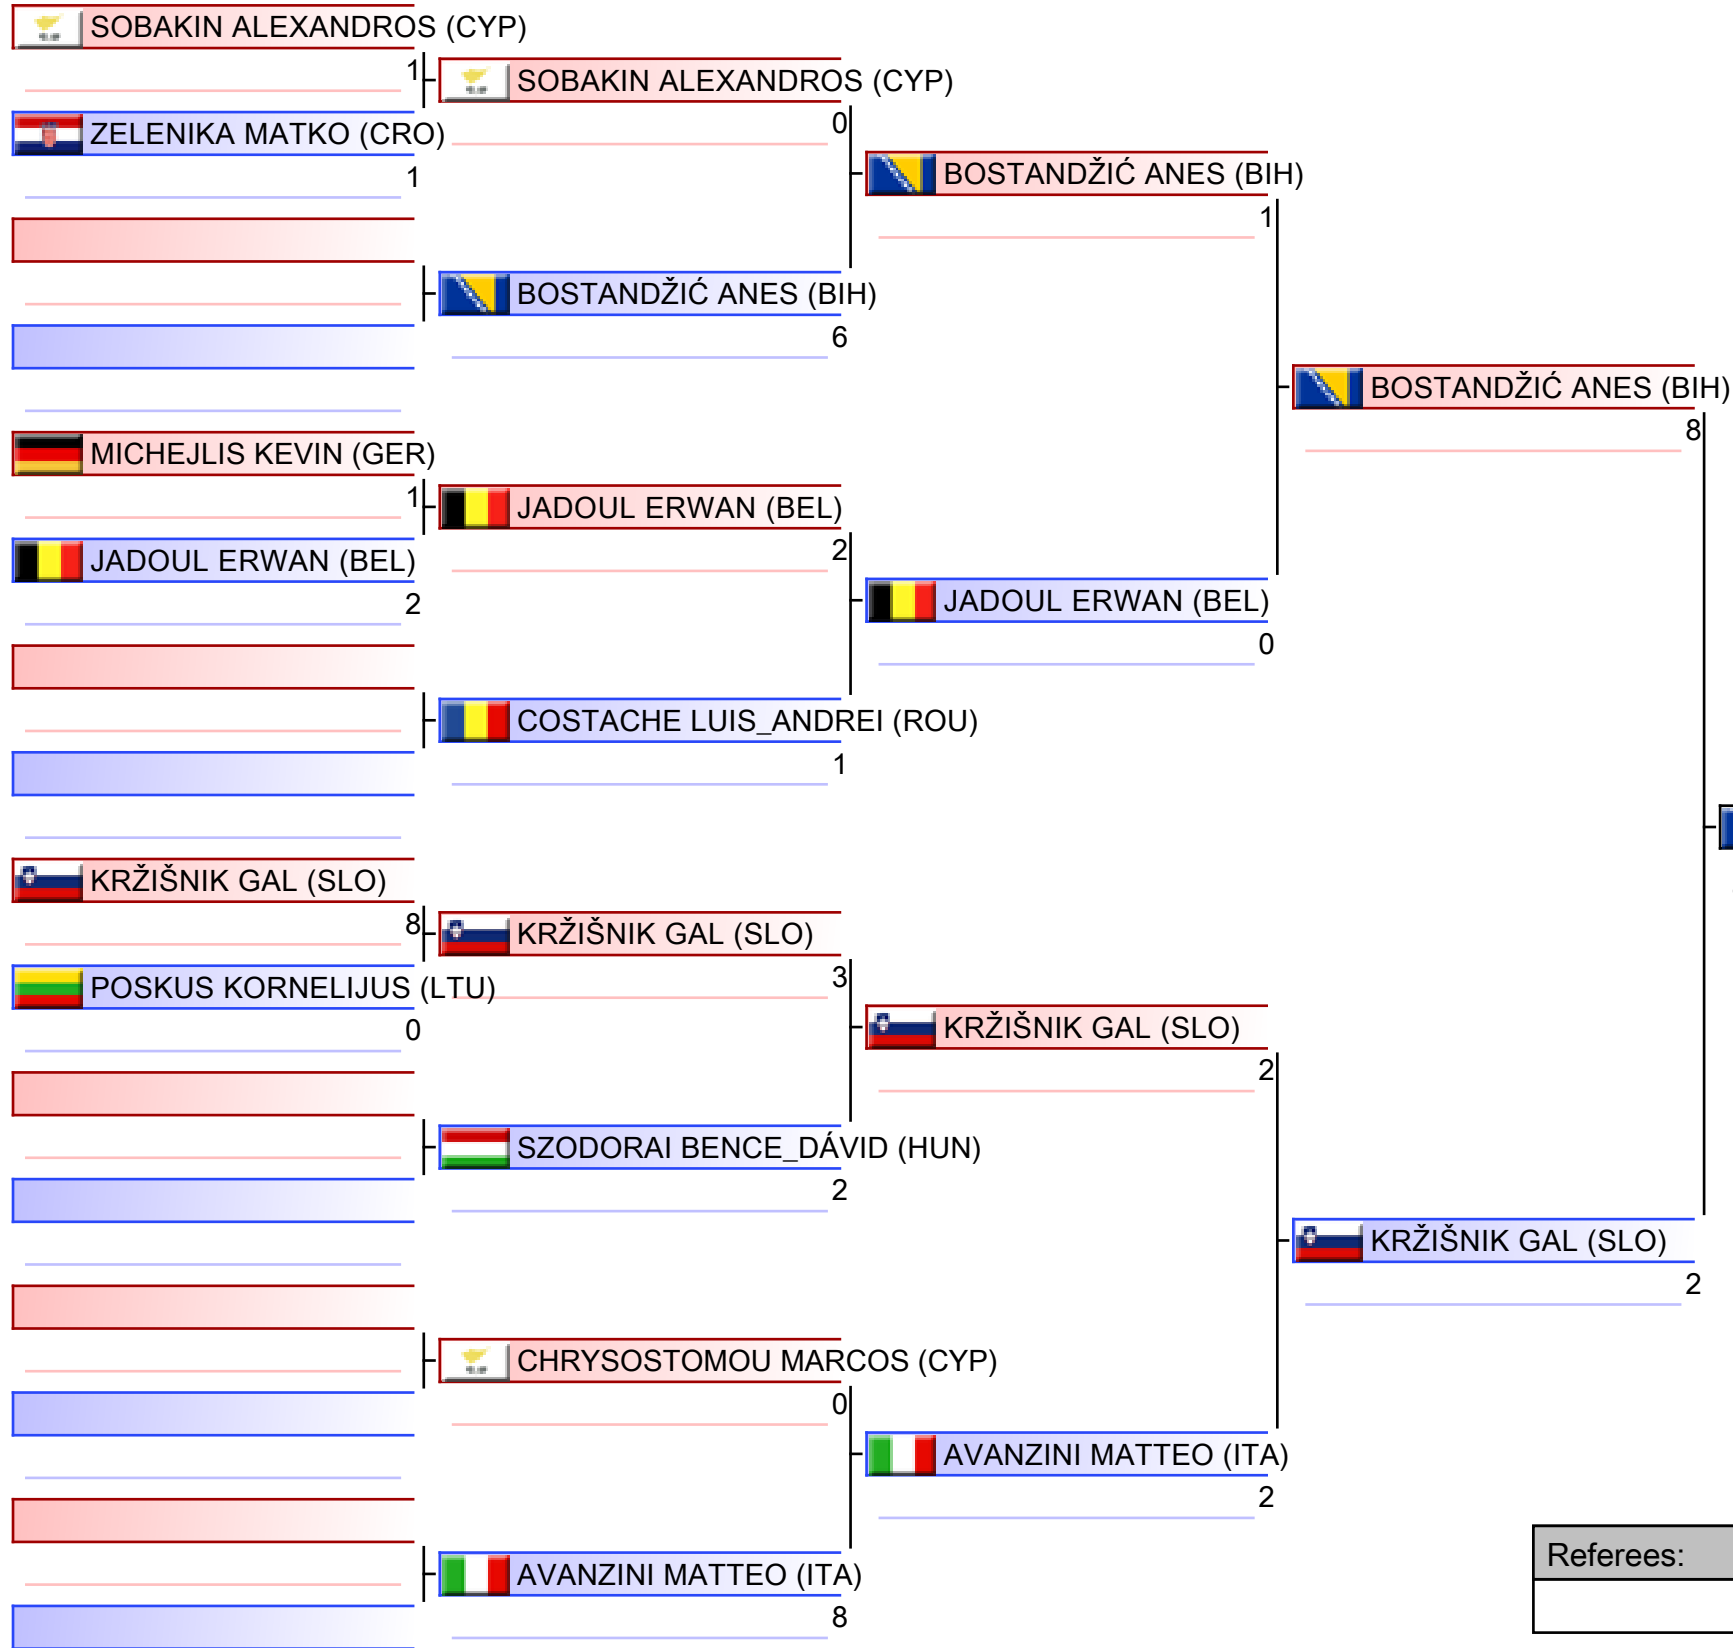 SOBAKIN ALEXANDROS (CYP)
1
ZELENIKA MATKO (CRO)
1
MICHEJLIS KEVIN (GER)
1
JADOUL ERWAN (BEL)
2
KRŽIŠNIK GAL (SLO)
8
POSKUS KORNELIJUS (LTU)
0
SOBAKIN ALEXANDROS (CYP)
0
BOSTANDŽIĆ ANES (BIH)
6
JADOUL ERWAN (BEL)
2
COSTACHE LUIS_ANDREI (ROU)
1
KRŽIŠNIK GAL (SLO)
3
SZODORAI BENCE_DÁVID (HUN)
2
CHRYSOSTOMOU MARCOS (CYP)
0
AVANZINI MATTEO (ITA)
8
BOSTANDŽIĆ ANES (BIH)
1
JADOUL ERWAN (BEL)
0
KRŽIŠNIK GAL (SLO)
2
AVANZINI MATTEO (ITA)
2
BOSTANDŽIĆ ANES (BIH)
8
KRŽIŠNIK GAL (SLO)
2
Referees: